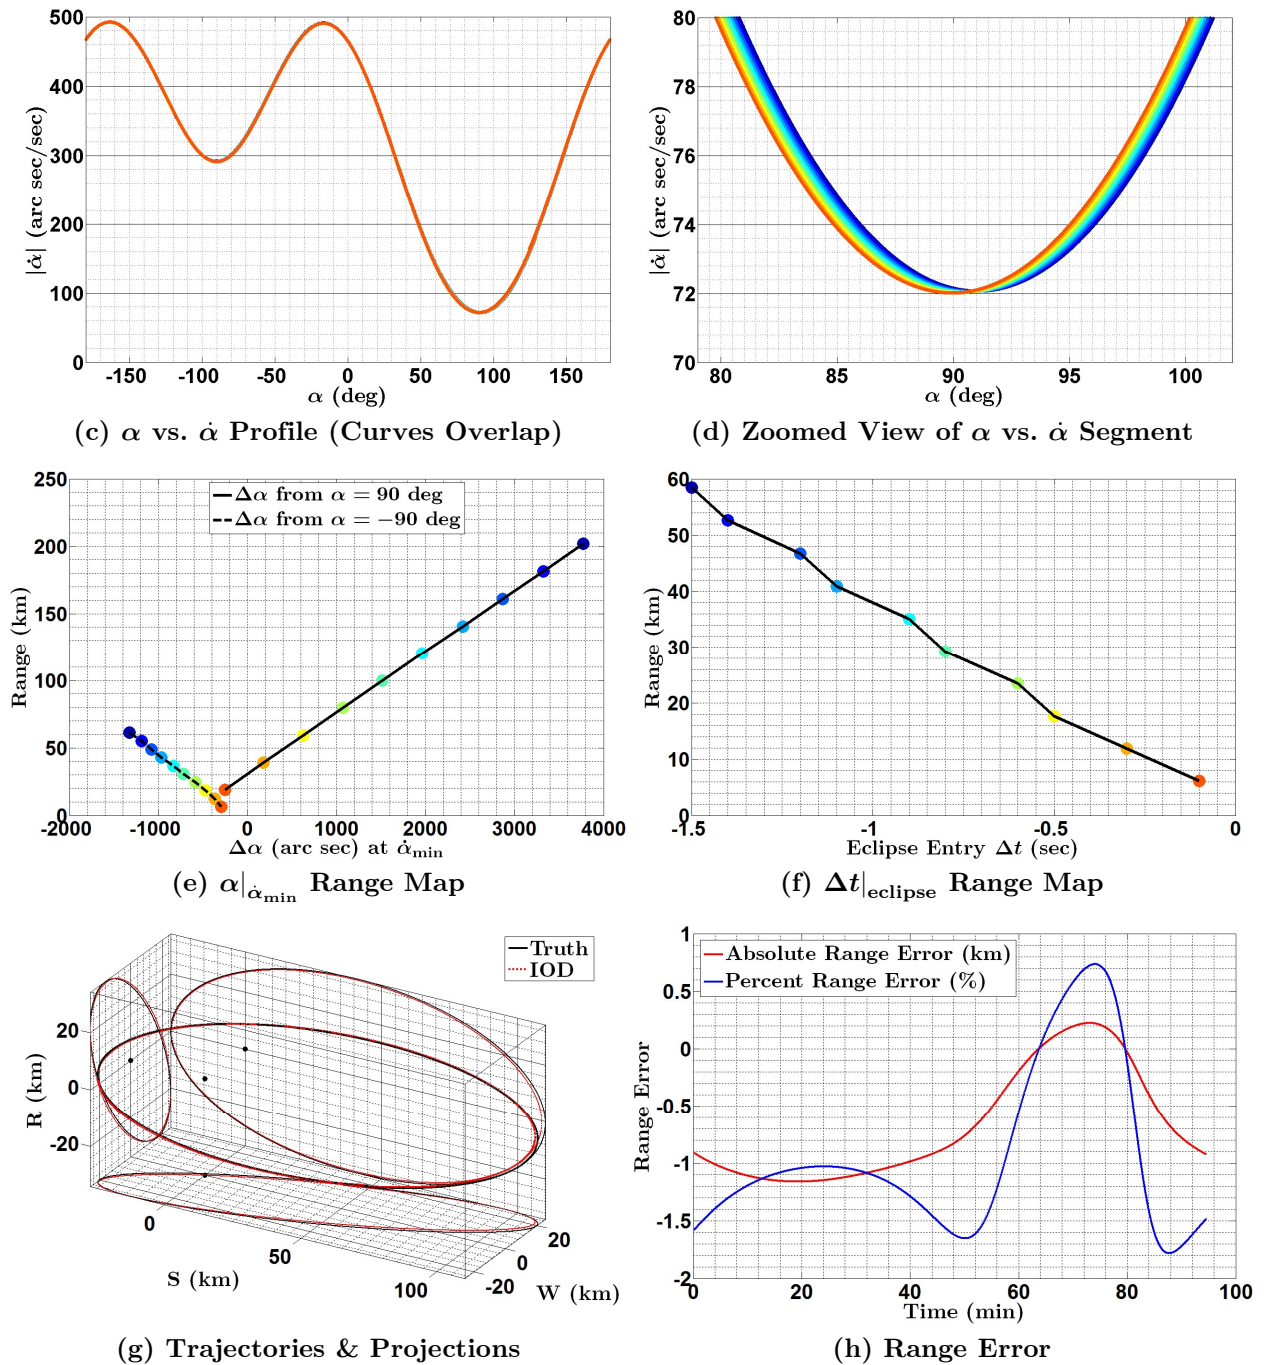 500
400
300
200
100
0
-150 -100 -50 0 50 100 150
|α̇| (arc sec/sec)
α (deg)
(c) α vs. α̇ Profile (Curves Overlap)
80
78
76
74
72
70
80 85 90 95 100
|α̇| (arc sec/sec)
α (deg)
(d) Zoomed View of α vs. α̇ Segment
250
200
150
100
50
0
-2000 -1000 0 1000 2000 3000 4000
Range (km)
Δα from α = 90 deg
Δα from α = −90 deg
Δα (arc sec) at α̇min
(e) α|α̇min Range Map
60
50
40
30
20
10
0
-1.5 -1 -0.5 0
Range (km)
Eclipse Entry Δt (sec)
(f) Δt|eclipse Range Map
Truth
IOD
20
0
-20
R (km)
0
50
100
S (km)
20
0
-20
W (km)
(g) Trajectories & Projections
1
0.5
0
-0.5
-1
-1.5
-2
0 20 40 60 80 100
Range Error
Absolute Range Error (km)
Percent Range Error (%)
Time (min)
(h) Range Error